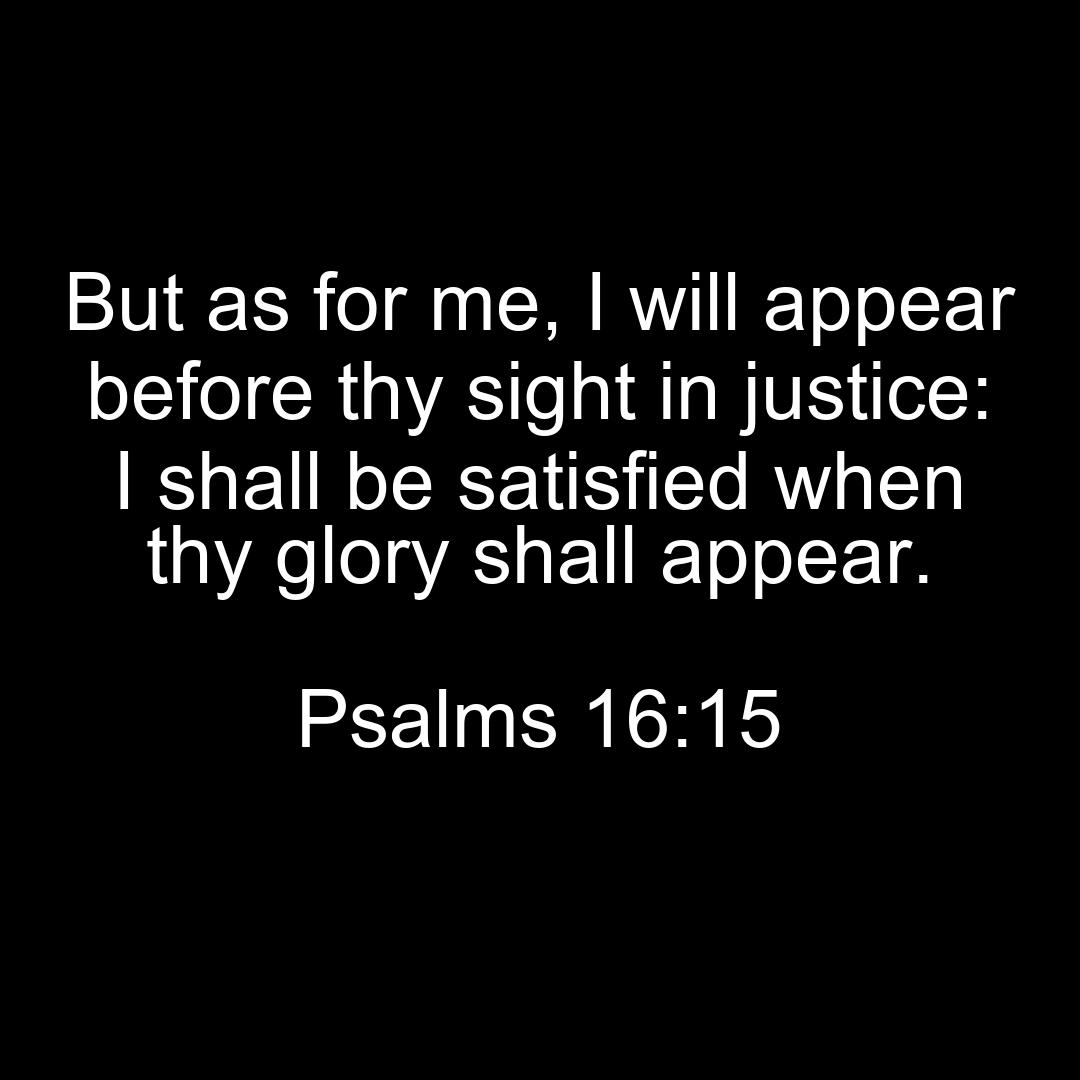 But as for me, I will appear
before thy sight in justice:
I shall be satisfied when
thy glory shall appear.
Psalms 16:15